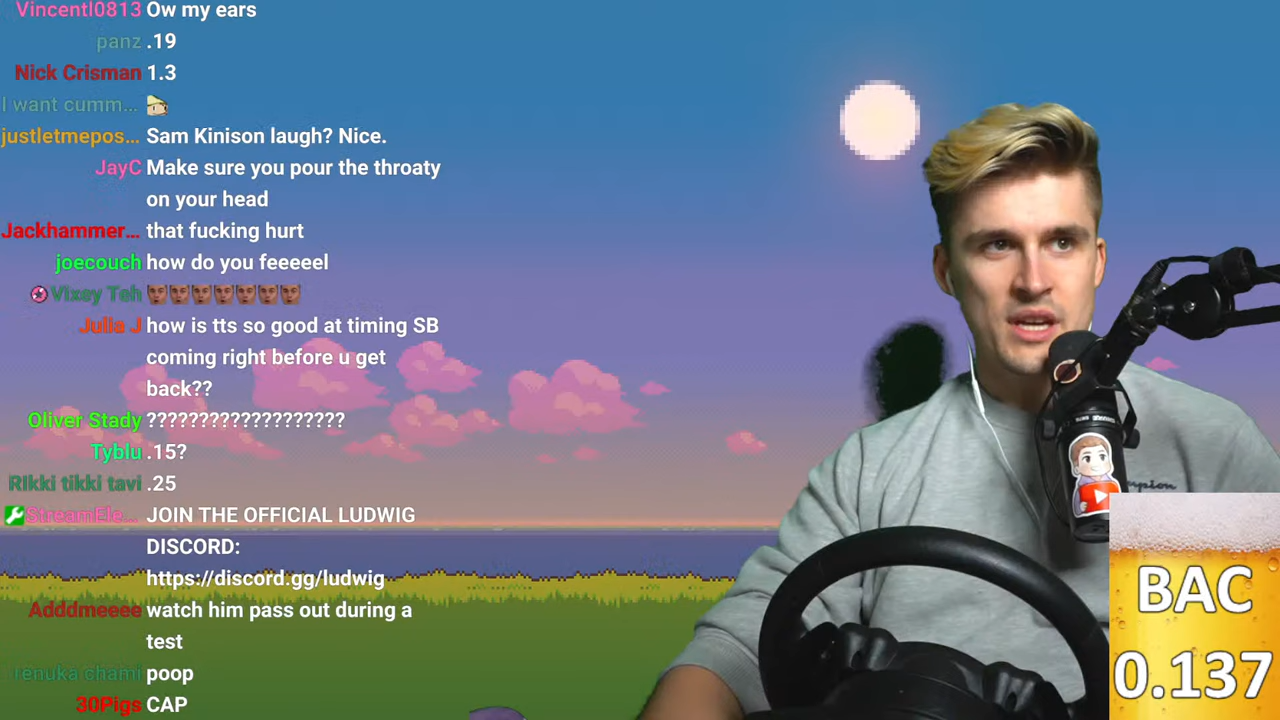 Vincentl0813 Ow my ears
panz .19
Nick Crisman 1.3
I want cumm...
justletmepos... Sam Kinison laugh? Nice.
JayC Make sure you pour the throaty
on your head
Jackhammer... that fucking hurt
joecouch how do you feeeeel
Vixey Teh
Julia J how is tts so good at timing SB
coming right before u get
back??
Oliver Stady ??????????????????
Tyblu .15?
RIkki tikki tavi .25
StreamEle... JOIN THE OFFICIAL LUDWIG
DISCORD:
https://discord.gg/ludwig
Adddmeeee watch him pass out during a
test
renuka chami poop
30Pigs CAP
Champion
BAC
0.137